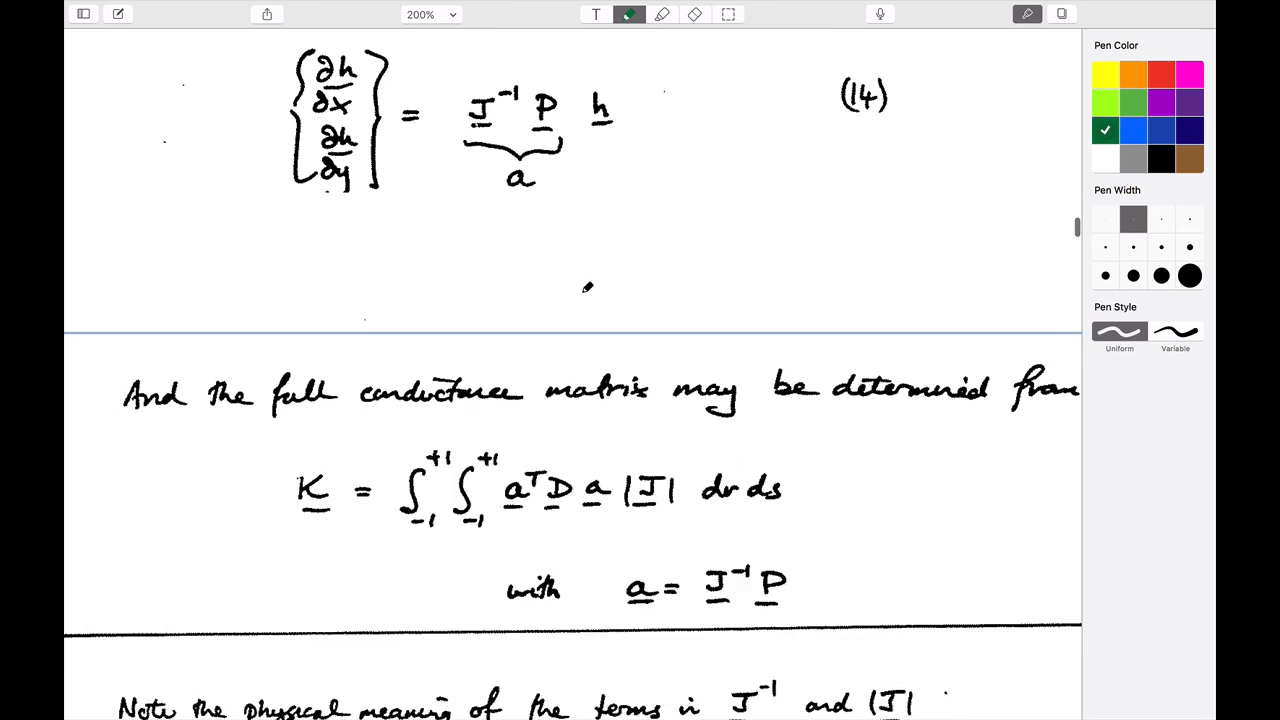 200%
T
Pen Color
{∂h/∂x ∂h/∂y} = J⁻¹ P h (14)
a
Pen Width
Pen Style
Uniform Variable
And the full conductance matrix may be determined from
K = ∫₋₁⁺¹ ∫₋₁⁺¹ aᵀ D a |J| dr ds
with a = J⁻¹ P
Note the physical meaning of the terms in J⁻¹ and |J|